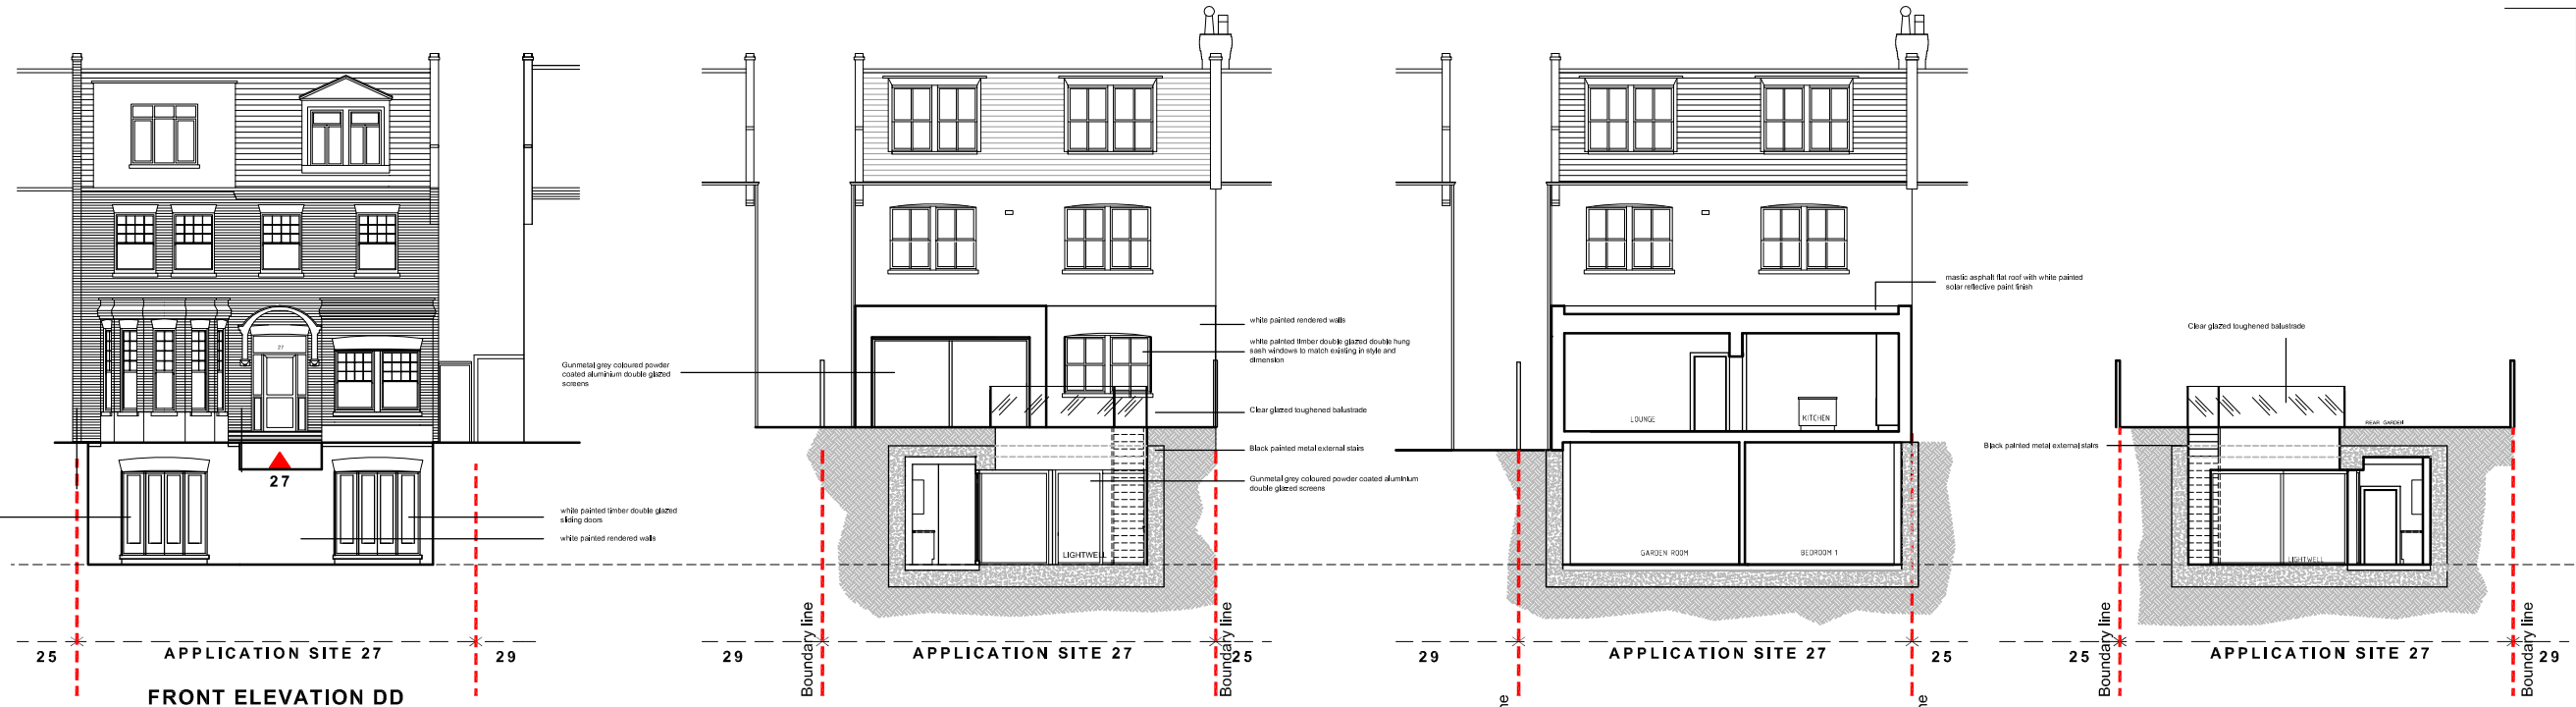 27
27
white painted timber double glazed
sliding doors
white painted rendered walls
25
APPLICATION SITE 27
29
FRONT ELEVATION DD
Gunmetal grey coloured powder
coated aluminium double glazed
screens
white painted rendered walls
white painted timber double glazed double hung
sash windows to match existing in style and
dimension
Clear glazed toughened balustrade
Black painted metal external stairs
Gunmetal grey coloured powder coated aluminium
double glazed screens
LIGHTWELL
29
Boundary line
APPLICATION SITE 27
Boundary line
25
mastic asphalt flat roof with white painted
solar reflective paint finish
LOUNGE
KITCHEN
GARDEN ROOM
BEDROOM 1
29
APPLICATION SITE 27
25
ne
ne
Clear glazed toughened balustrade
REAR GARDEN
Black painted metal external stairs
LIGHTWELL
25
Boundary line
APPLICATION SITE 27
Boundary line
29